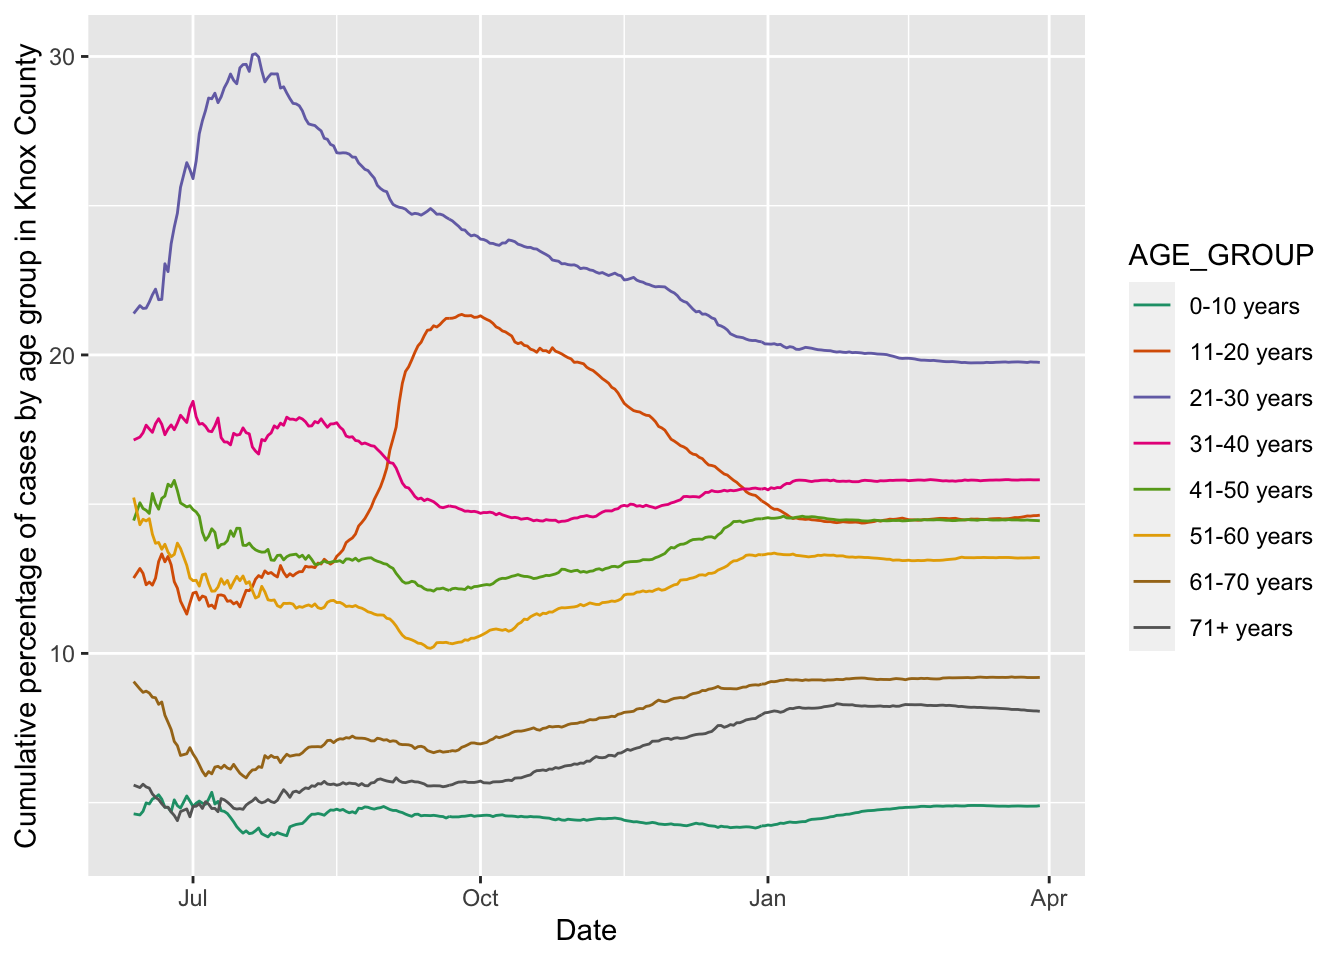 Cumulative percentage of cases by age group in Knox County
30
20
10
Jul
Oct
Jan
Apr
Date
AGE_GROUP
0-10 years
11-20 years
21-30 years
31-40 years
41-50 years
51-60 years
61-70 years
71+ years